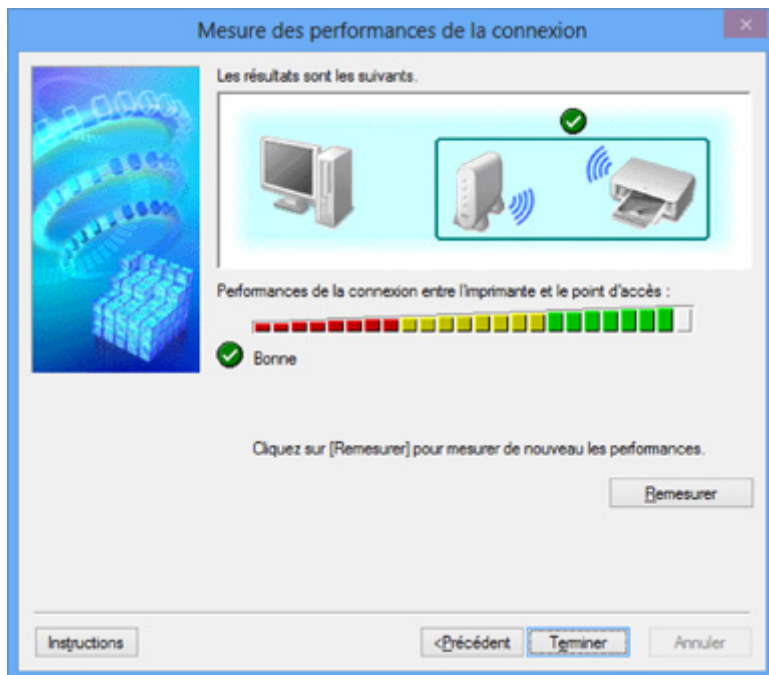 Mesure des performances de la connexion
Les résultats sont les suivants.
Performances de la connexion entre l'imprimante et le point d'accès :
Bonne
Cliquez sur [Remesurer] pour mesurer de nouveau les performances.
Remesurer
Instructions
<Précédent
Terminer
Annuler